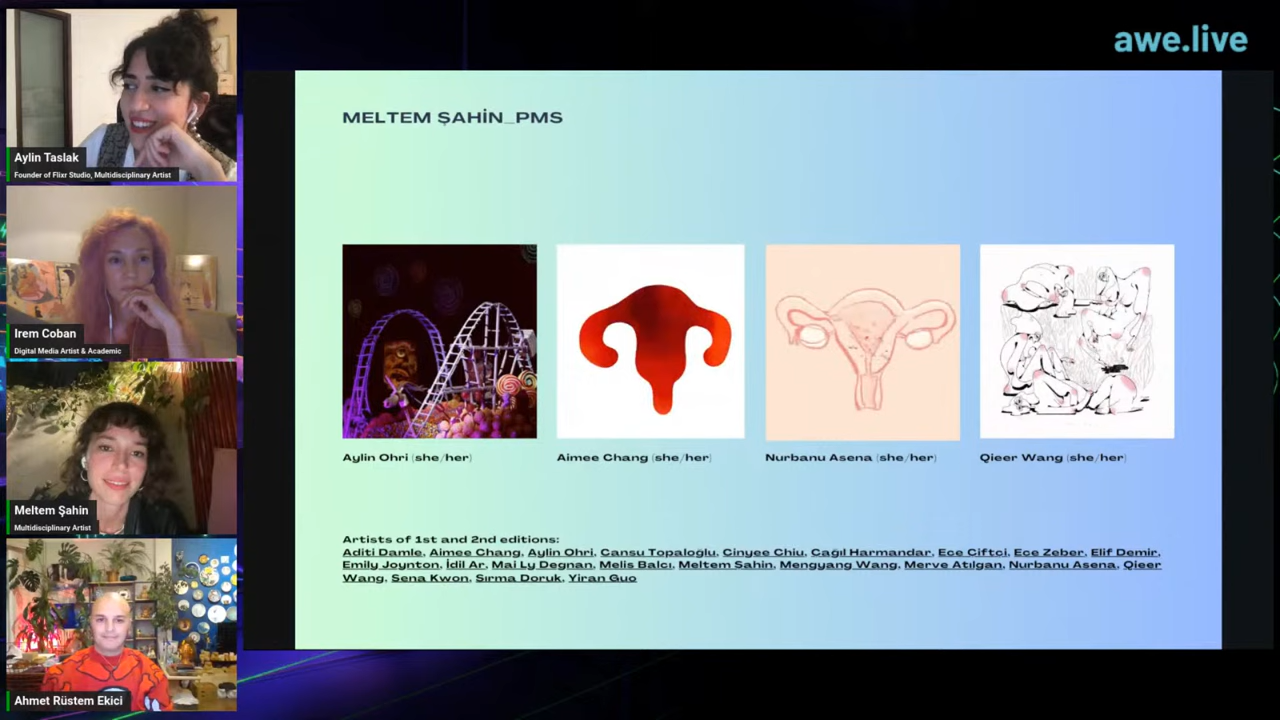 awe.live
Aylin Taslak
Founder of Flixr Studio, Multidisciplinary Artist
Irem Coban
Digital Media Artist & Academic
Meltem Şahin
Multidisciplinary Artist
Ahmet Rüstem Ekici
MELTEM ŞAHİN_PMS
Aylin Ohri (she/her)
Aimee Chang (she/her)
Nurbanu Asena (she/her)
Qieer Wang (she/her)
Artists of 1st and 2nd editions:
Aditi Damle, Aimee Chang, Aylin Ohri, Cansu Topaloğlu, Cinyee Chiu, Cağıl Harmandar, Ece Ciftci, Ece Zeber, Elif Demir,
Emily Joynton, İdil Ar, Mai Ly Degnan, Melis Balcı, Meltem Sahin, Mengyang Wang, Merve Atılgan, Nurbanu Asena, Qieer
Wang, Sena Kwon, Sırma Doruk, Yiran Guo